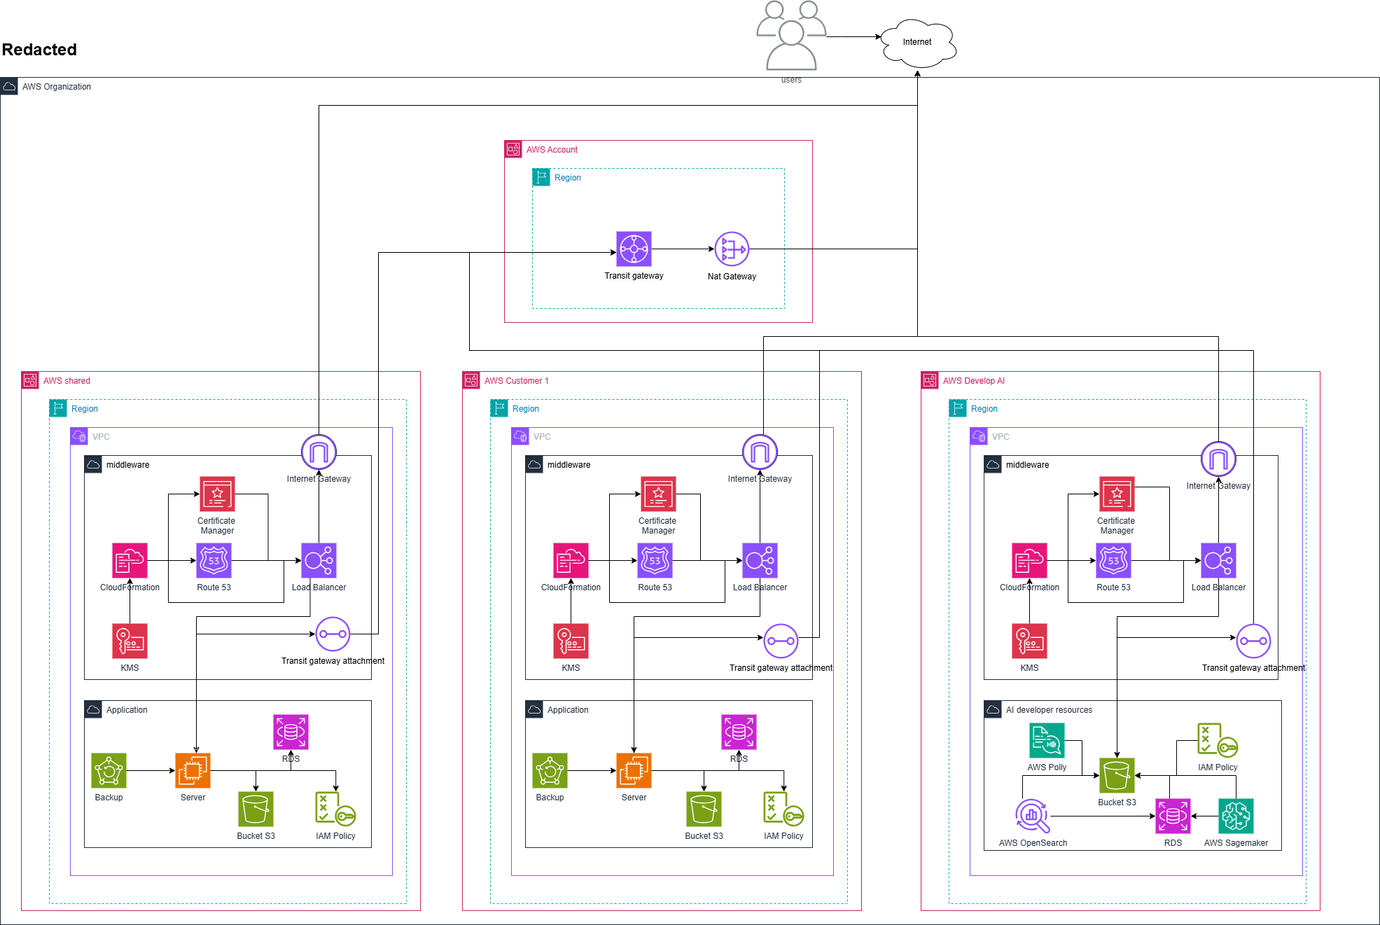 users
Internet
Redacted
AWS Organization
AWS Account
Region
Transit gateway
Nat Gateway
AWS shared
Region
VPC
middleware
Internet Gateway
Certificate
Manager
CloudFormation
53
Route 53
Load Balancer
KMS
Transit gateway attachment
Application
RDS
Backup
Server
Bucket S3
IAM Policy
AWS Customer 1
Region
VPC
middleware
Internet Gateway
Certificate
Manager
CloudFormation
53
Route 53
Load Balancer
KMS
Transit gateway attachment
Application
RDS
Backup
Server
Bucket S3
IAM Policy
AWS Develop AI
Region
VPC
middleware
Internet Gateway
Certificate
Manager
CloudFormation
53
Route 53
Load Balancer
KMS
Transit gateway attachment
AI developer resources
AWS Polly
IAM Policy
Bucket S3
AWS OpenSearch
RDS
AWS Sagemaker